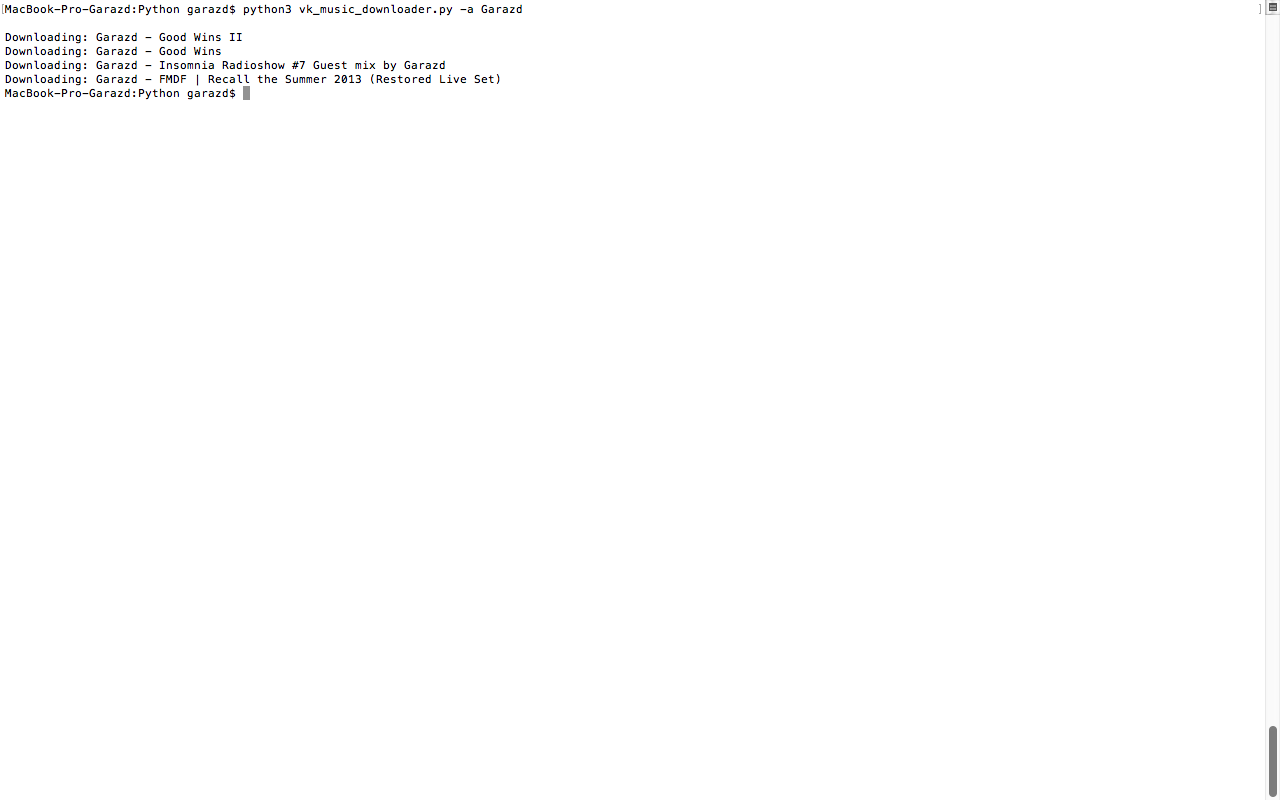 [MacBook-Pro-Garazd:Python garazd$ python3 vk_music_downloader.py -a Garazd ]
Downloading: Garazd - Good Wins II
Downloading: Garazd - Good Wins
Downloading: Garazd - Insomnia Radioshow #7 Guest mix by Garazd
Downloading: Garazd - FMDF | Recall the Summer 2013 (Restored Live Set)
MacBook-Pro-Garazd:Python garazd$